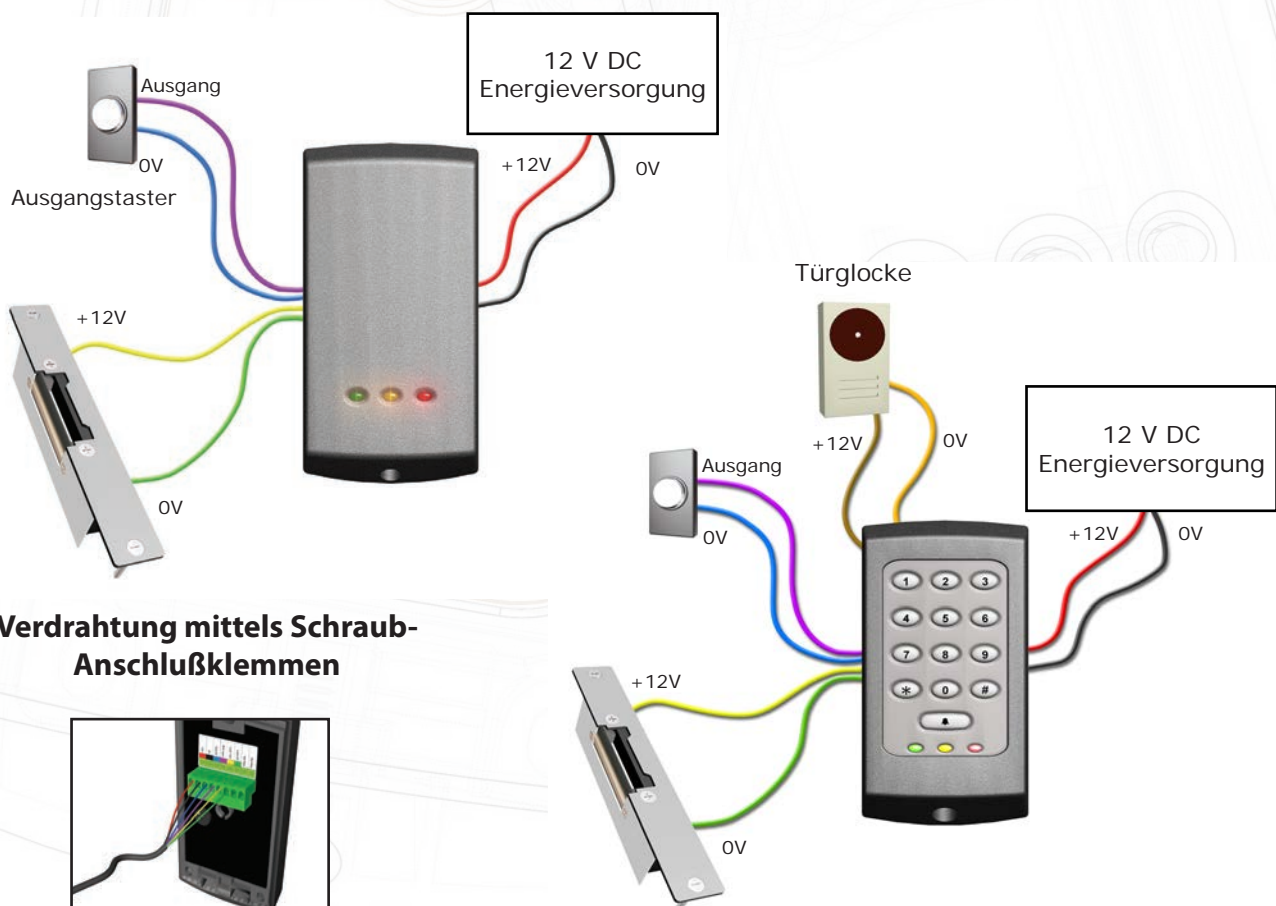 12 V DC
Energieversorgung
Ausgang
0V
Ausgangstaster
+12V
0V
+12V
0V
Türglocke
+12V
0V
12 V DC
Energieversorgung
Ausgang
0V
+12V
0V
1 2 3
4 5 6
7 8 9
* 0 #
+12V
0V
Verdrahtung mittels Schraub-
Anschlußklemmen